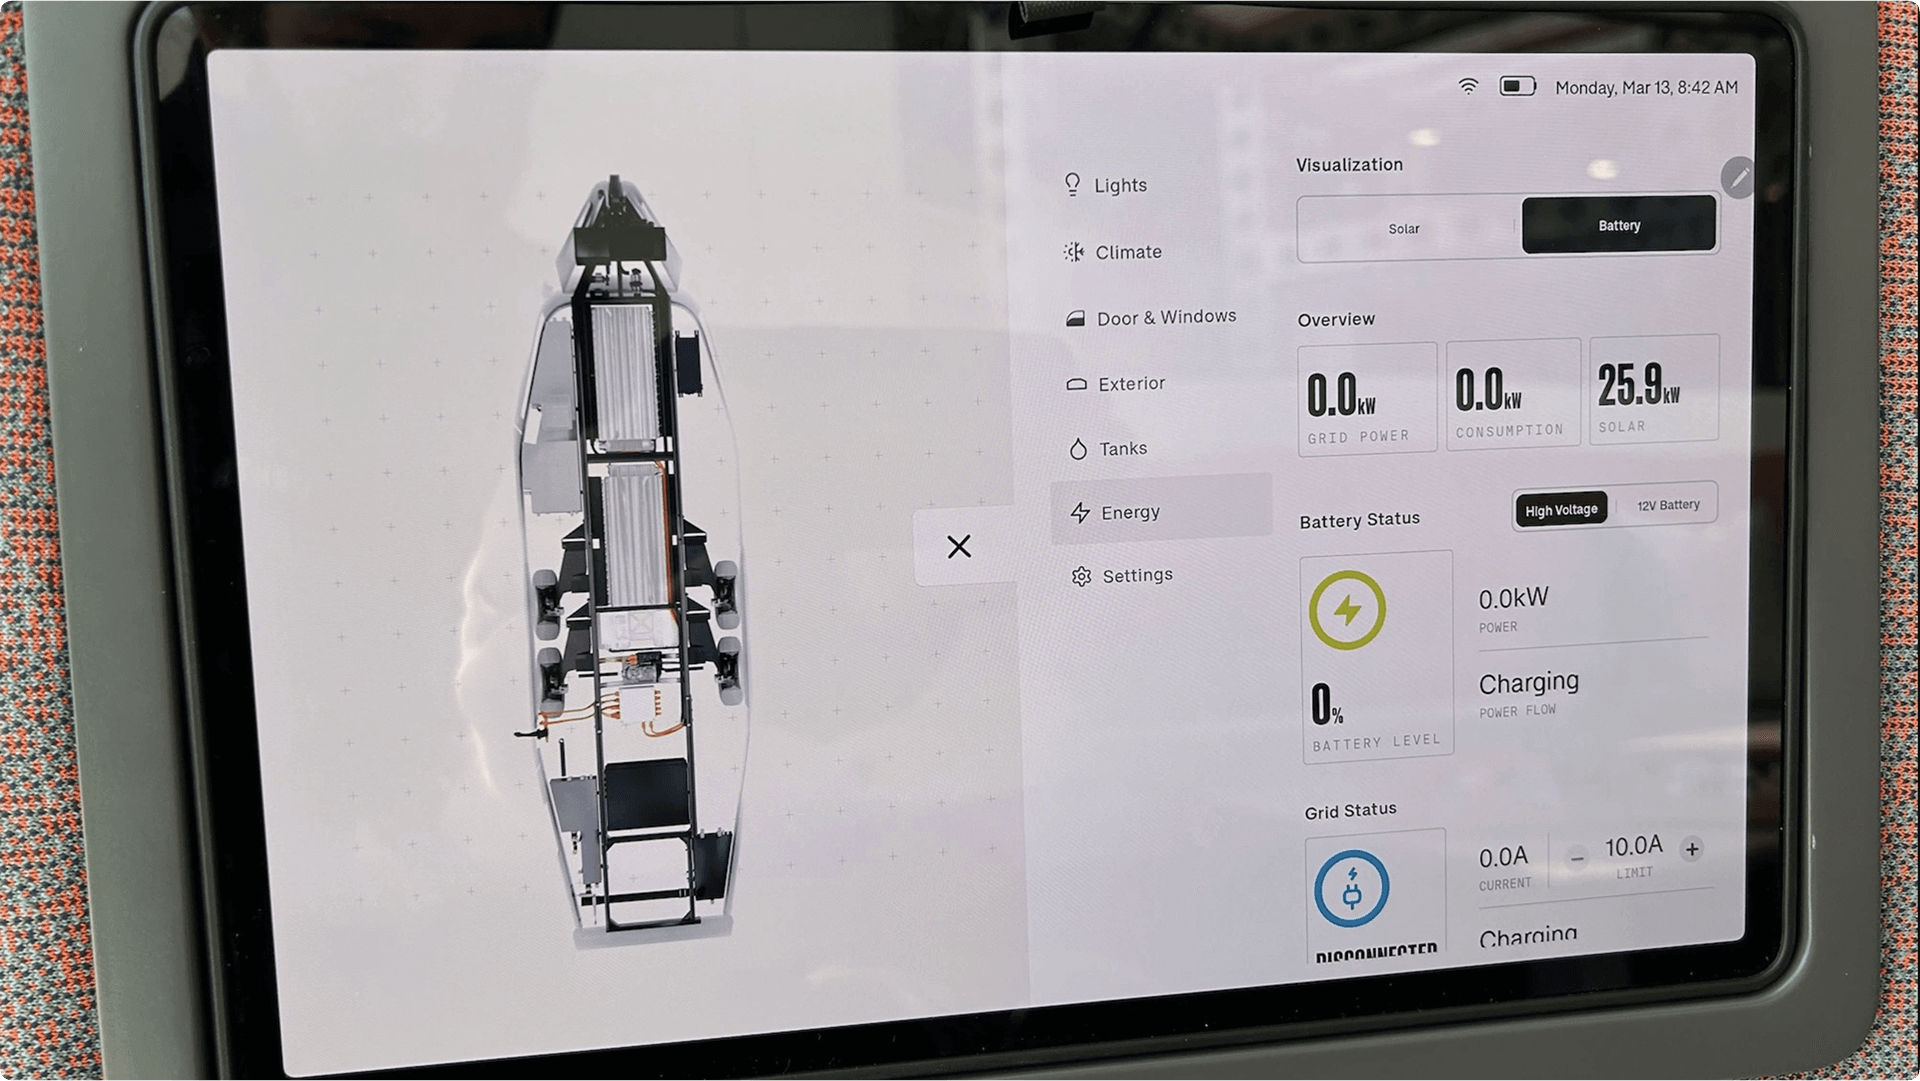 Monday, Mar 13, 8:42 AM
Lights
Climate
Door & Windows
Exterior
Tanks
Energy
Settings
Visualization
Solar
Battery
Overview
0.0kW
GRID POWER
0.0kW
CONSUMPTION
25.9kW
SOLAR
Battery Status
High Voltage
12V Battery
0%
BATTERY LEVEL
0.0kW
POWER
Charging
POWER FLOW
Grid Status
DISCONNECTED
0.0A
CURRENT
10.0A
LIMIT
Charging